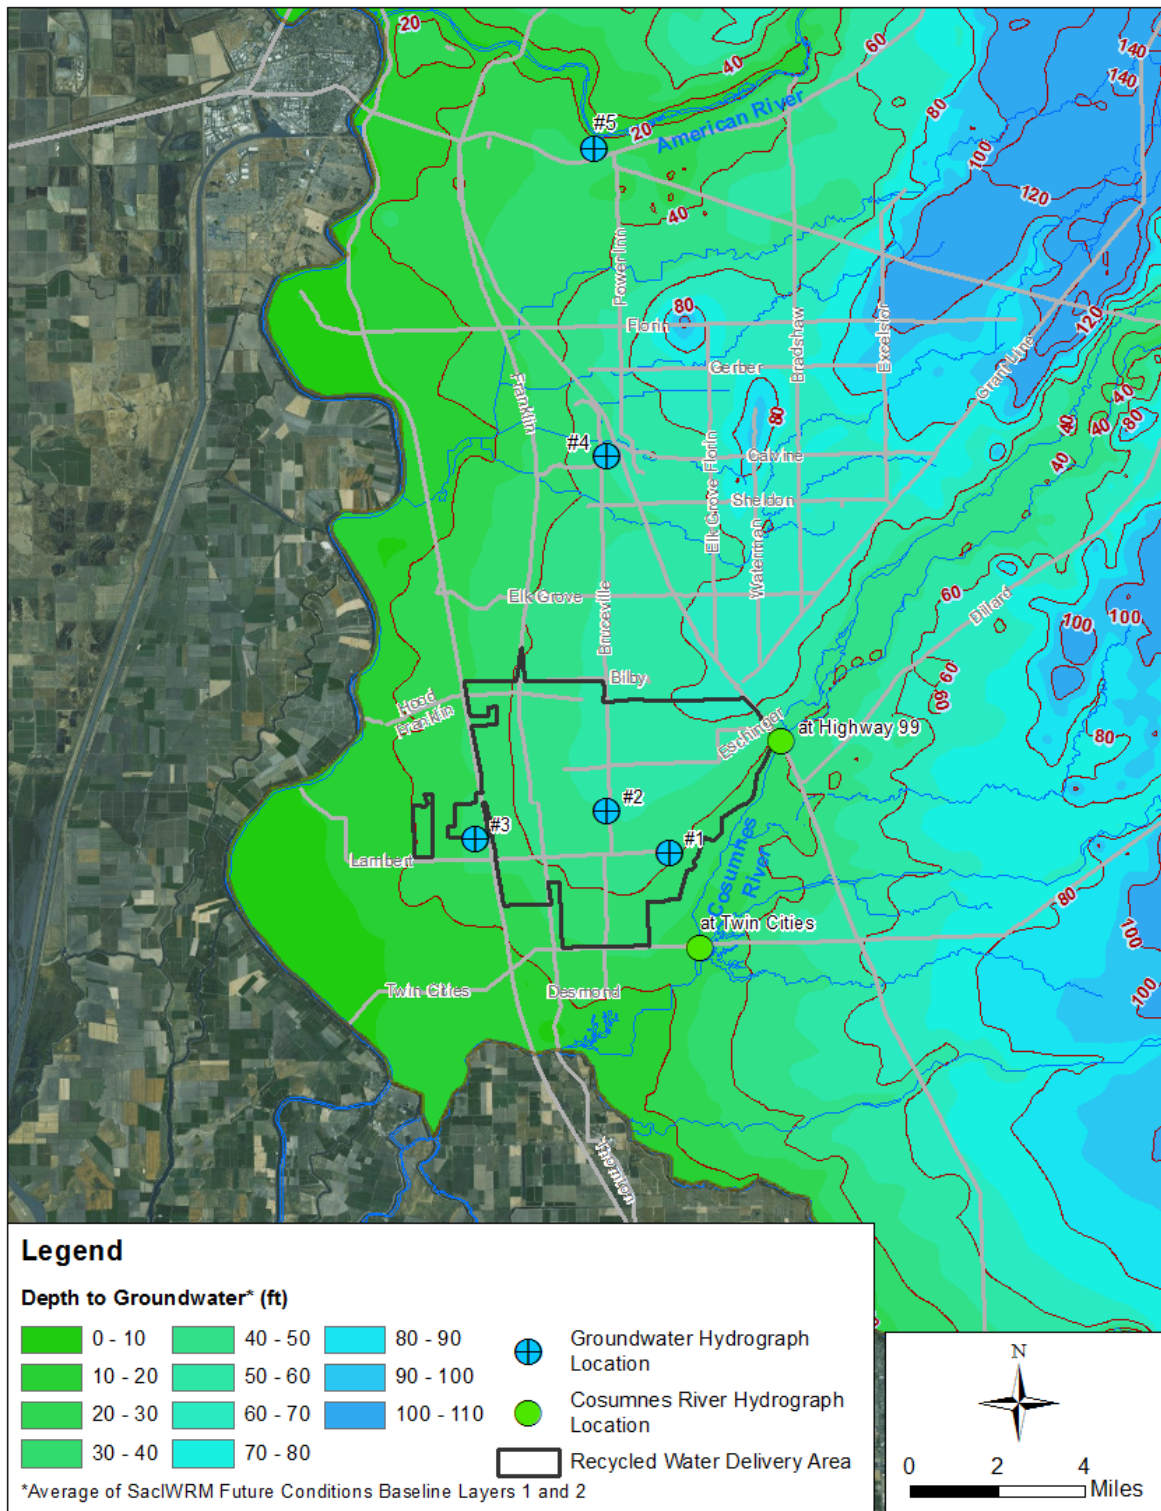 20
60
140
40
140
#5
80
20
American River
100
120
40
Power Inn
80
120
Florin
Bradshaw
Excelsior
Gerber
Grant Line
Franklin
40
80
40
40
80
#4
Calvine
40
Elk Grove Florin
Sheldon
Waterman
60
Dillard
Elk Grove
Bruceville
100
100
60
Bilby
60
Hood
Franklin
Eschinger
at Highway 99
80
#2
#3
#1
Lambert
Cosumnes
River
80
at Twin Cities
100
Twin Cities
Desmond
100
Thornton
Legend
Depth to Groundwater* (ft)
0 - 10
10 - 20
20 - 30
30 - 40
40 - 50
50 - 60
60 - 70
70 - 80
80 - 90
90 - 100
100 - 110
Groundwater Hydrograph
Location
Cosumnes River Hydrograph
Location
Recycled Water Delivery Area
*Average of SacIWRM Future Conditions Baseline Layers 1 and 2
N
0 2 4
Miles